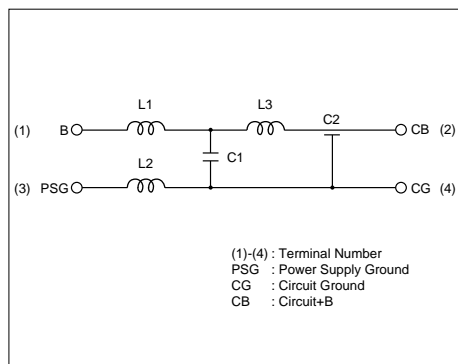 L1 L3 C2
(1) B CB (2)
C1
L2
(3) PSG CG (4)
(1)-(4) : Terminal Number
PSG : Power Supply Ground
CG : Circuit Ground
CB : Circuit+B